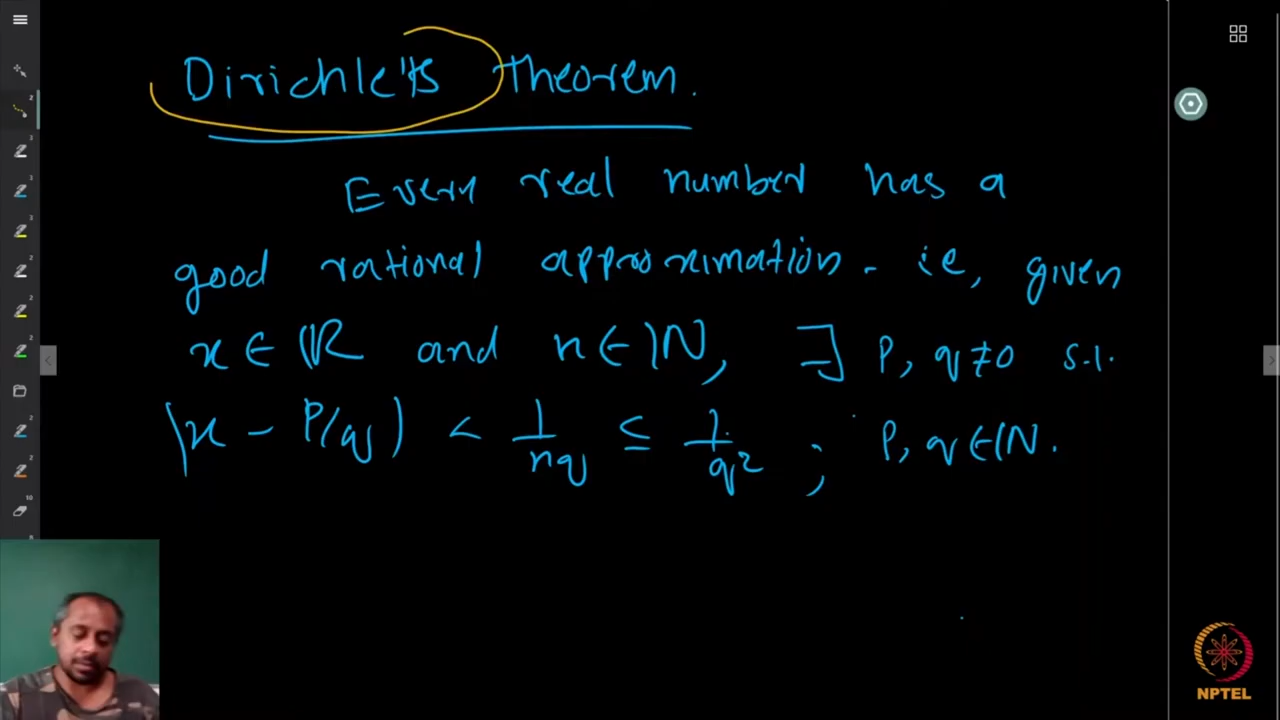 Dirichlet's theorem.
Every real number has a
good rational approximation. ie, given
x ∈ ℝ and n ∈ ℕ, ∃ p, q ≠ 0 s.t.
|x - p/q| < 1/nq ≤ 1/q² ; p, q ∈ ℕ.
NPTEL